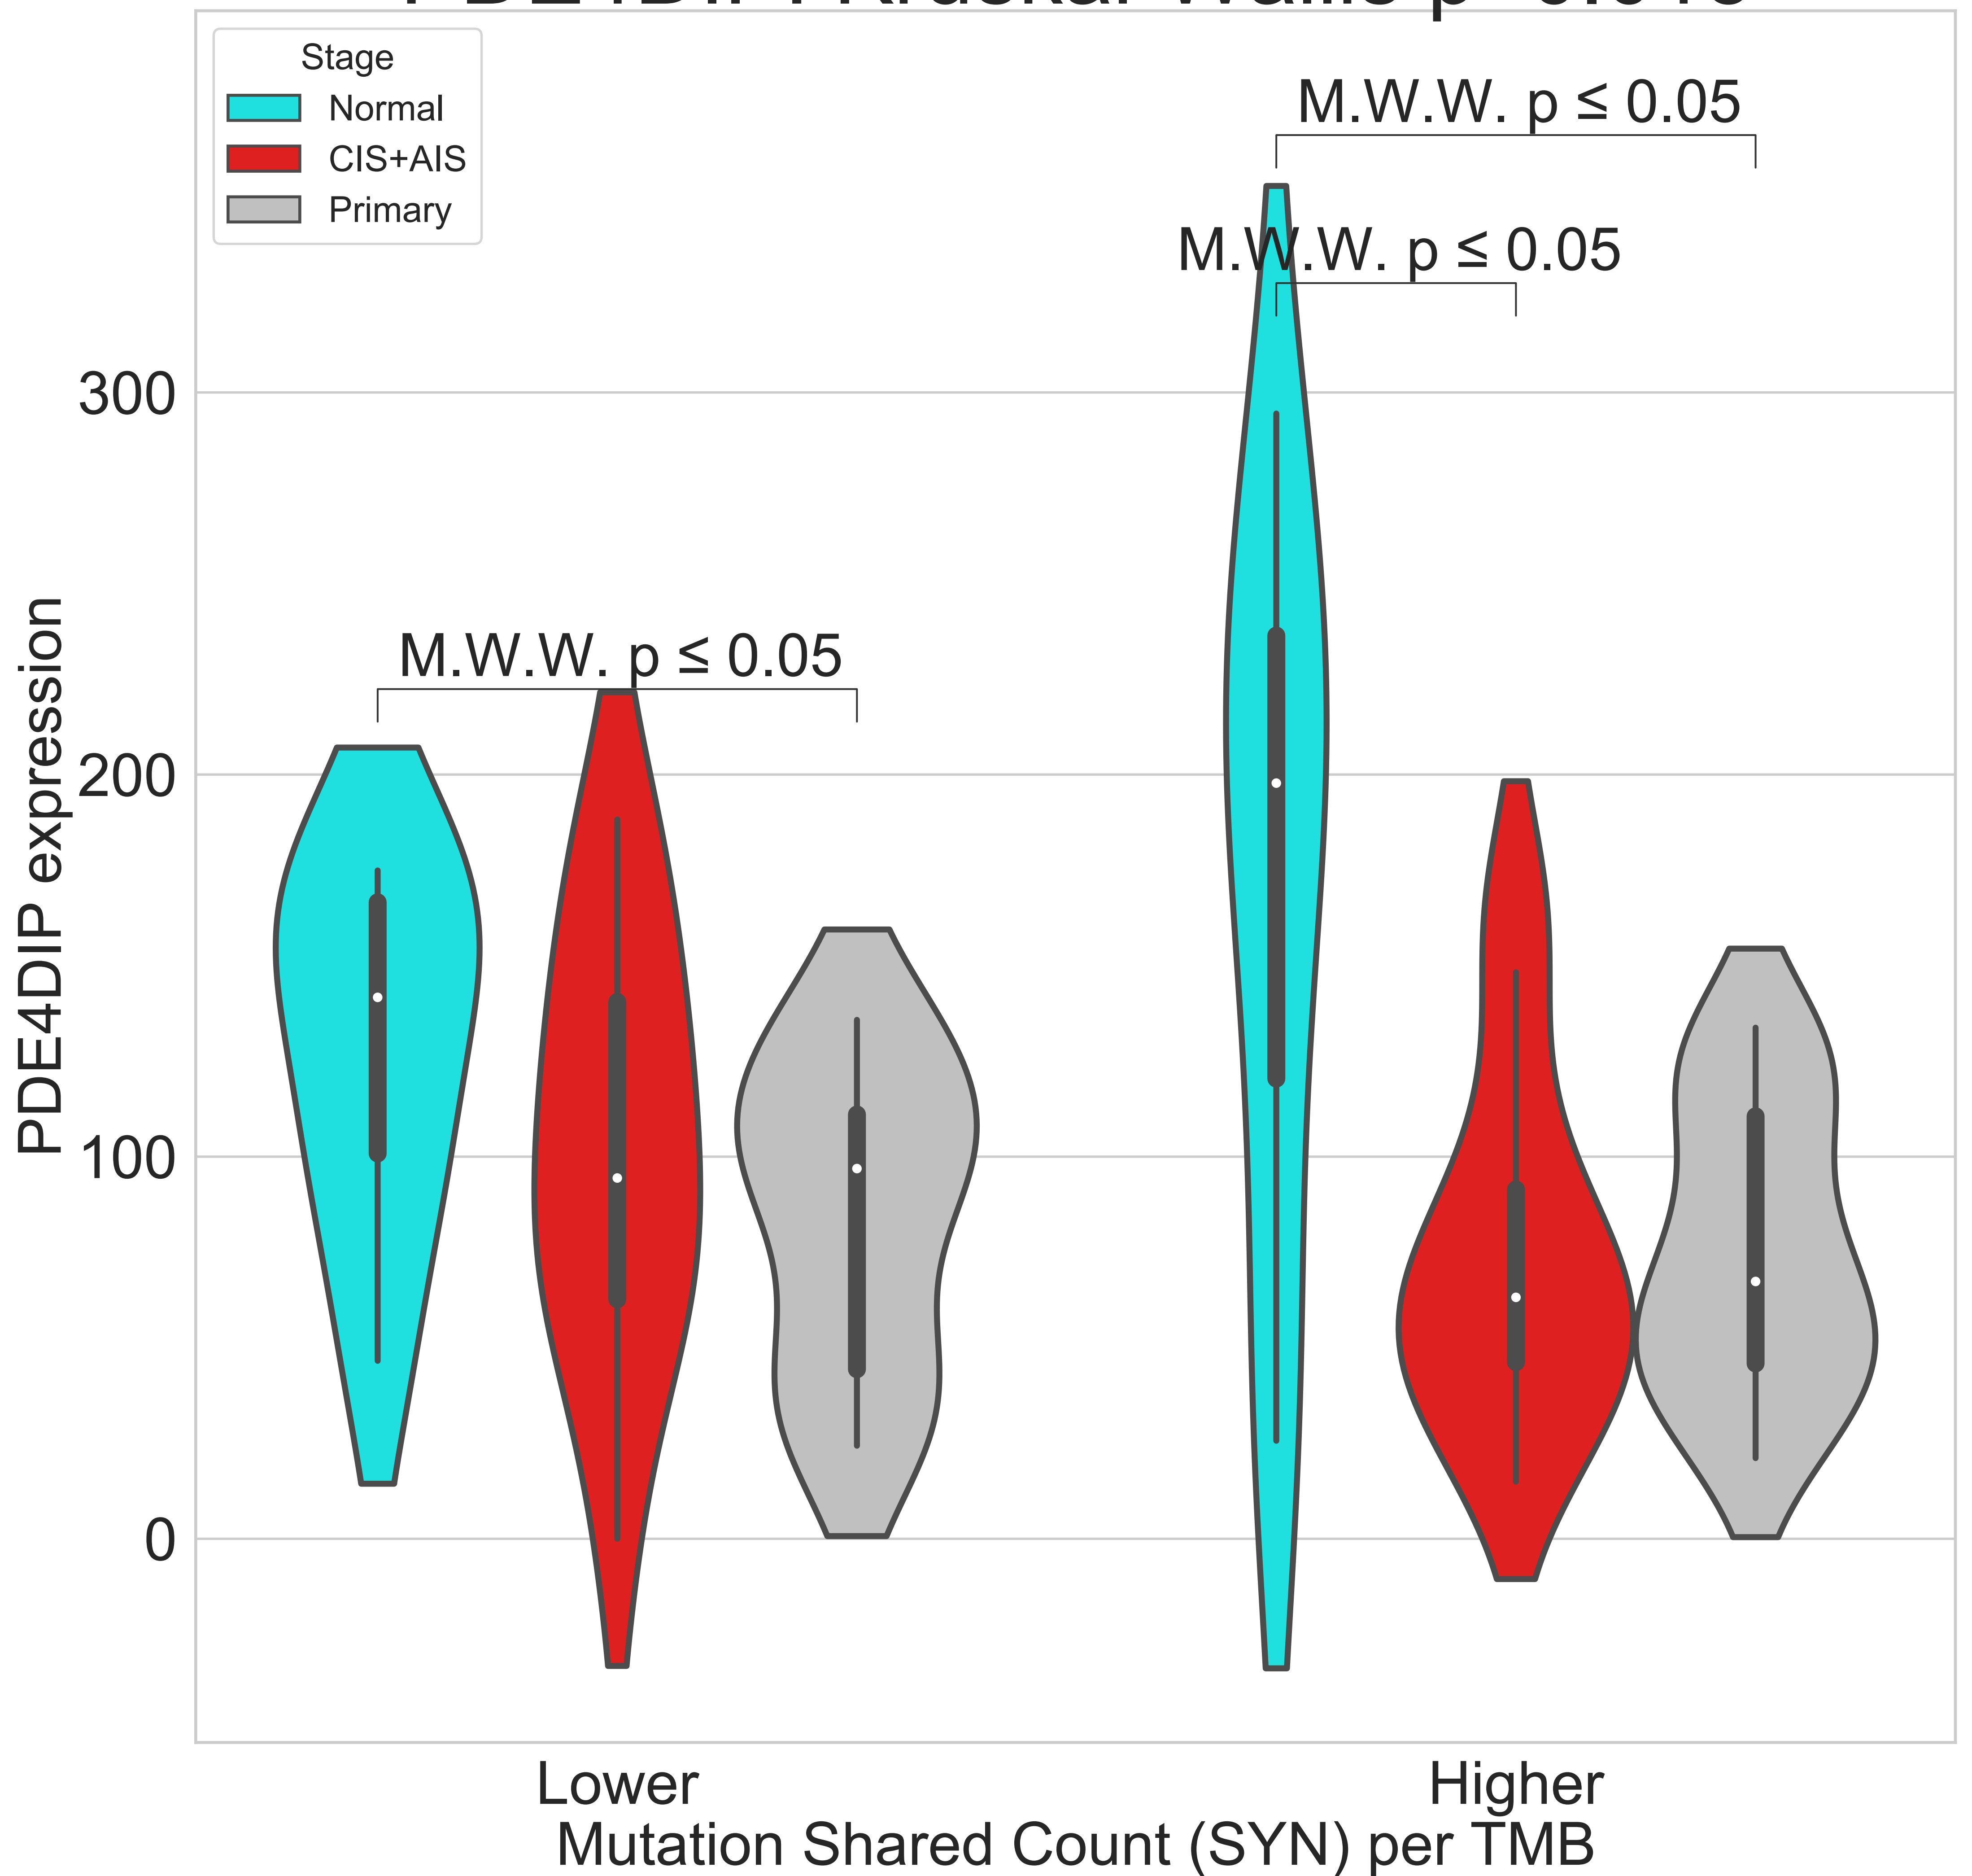 Stage
Normal
CIS+AIS
Primary
M.W.W. p ≤ 0.05
M.W.W. p ≤ 0.05
M.W.W. p ≤ 0.05
300
200
100
0
PDE4DIP expression
Lower
Higher
Mutation Shared Count (SYN) per TMB